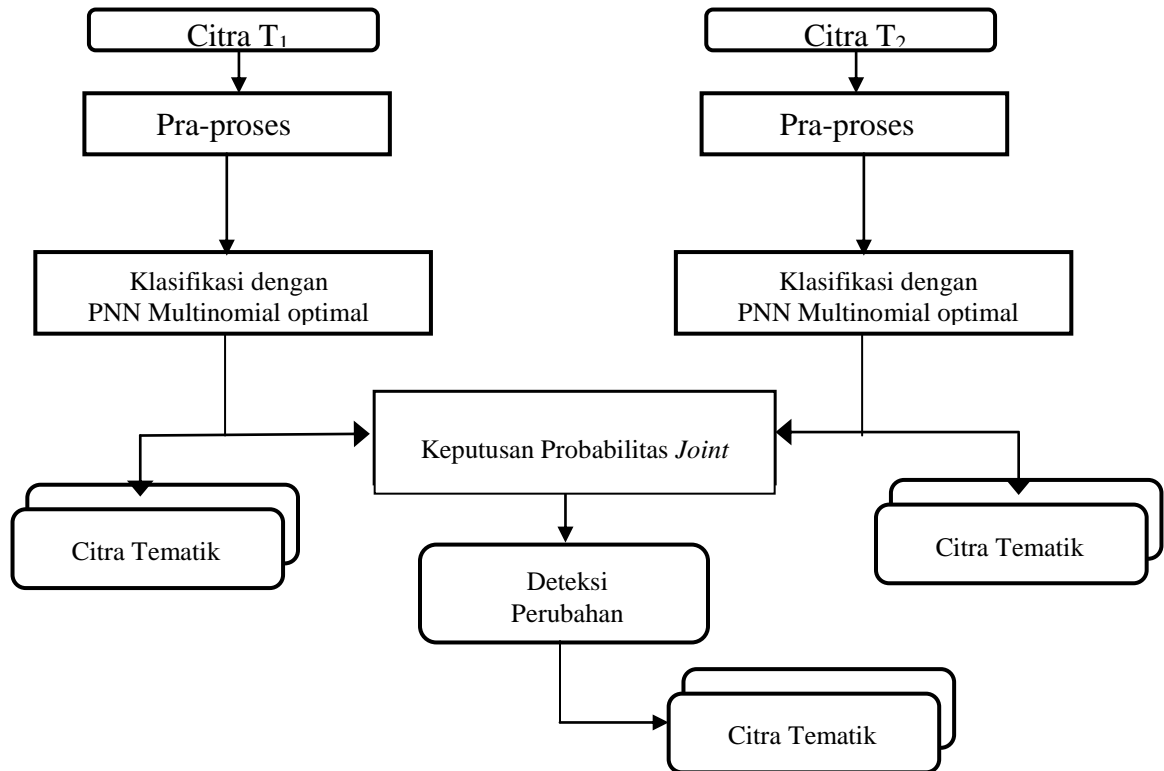 Citra T₁
Citra T₂
Pra-proses
Pra-proses
Klasifikasi dengan
PNN Multinomial optimal
Klasifikasi dengan
PNN Multinomial optimal
Keputusan Probabilitas Joint
Citra Tematik
Citra Tematik
Deteksi
Perubahan
Citra Tematik